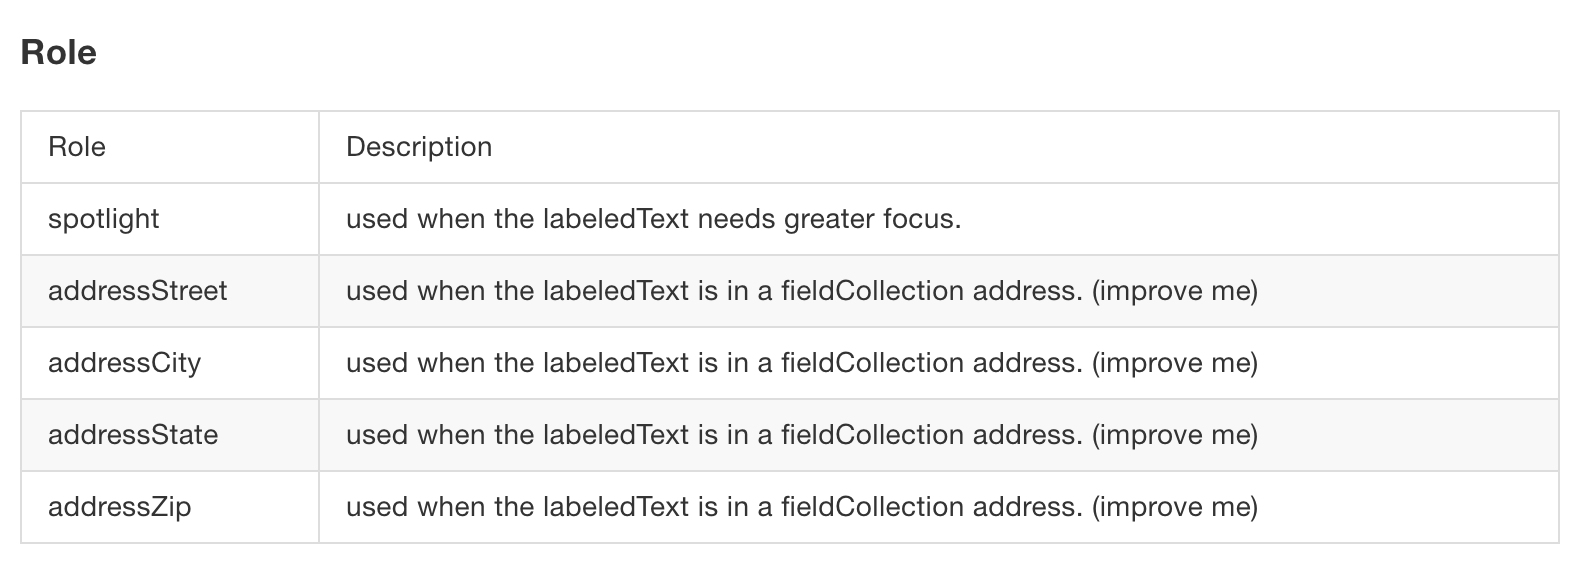 Role
Role Description
spotlight used when the labeledText needs greater focus.
addressStreet used when the labeledText is in a fieldCollection address. (improve me)
addressCity used when the labeledText is in a fieldCollection address. (improve me)
addressState used when the labeledText is in a fieldCollection address. (improve me)
addressZip used when the labeledText is in a fieldCollection address. (improve me)